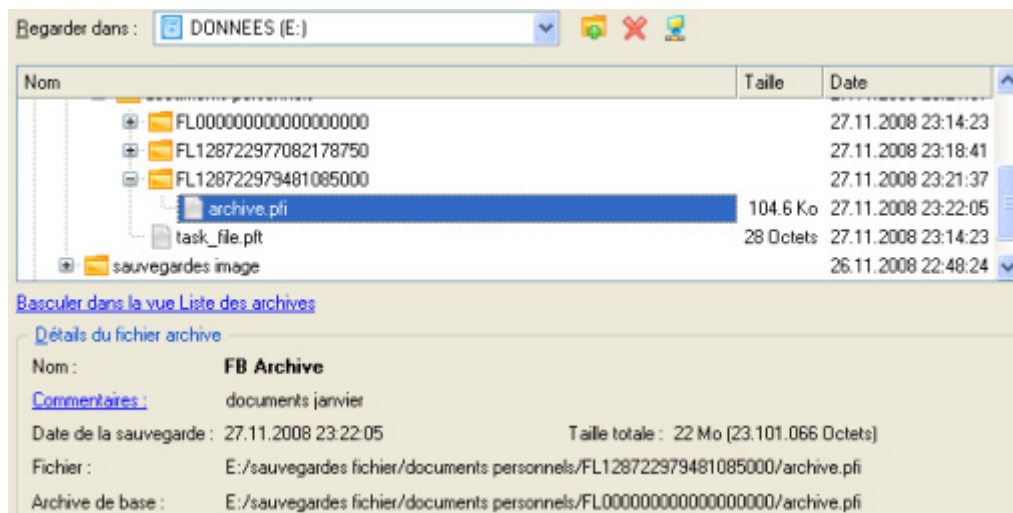 Regarder dans : DONNEES (E:)
Nom Taille Date
FL000000000000000000 27.11.2008 23:14:23
FL128722977082178750 27.11.2008 23:18:41
FL128722979481085000 27.11.2008 23:21:37
archive.pfi 104.6 Ko 27.11.2008 23:22:05
task_file.pft 28 Octets 27.11.2008 23:14:23
sauvegardes image 26.11.2008 22:48:24
Basculer dans la vue Liste des archives
Détails du fichier archive
Nom : FB Archive
Commentaires : documents janvier
Date de la sauvegarde : 27.11.2008 23:22:05 Taille totale : 22 Mo (23.101.066 Octets)
Fichier : E:/sauvegardes fichier/documents personnels/FL128722979481085000/archive.pfi
Archive de base : E:/sauvegardes fichier/documents personnels/FL000000000000000000/archive.pfi